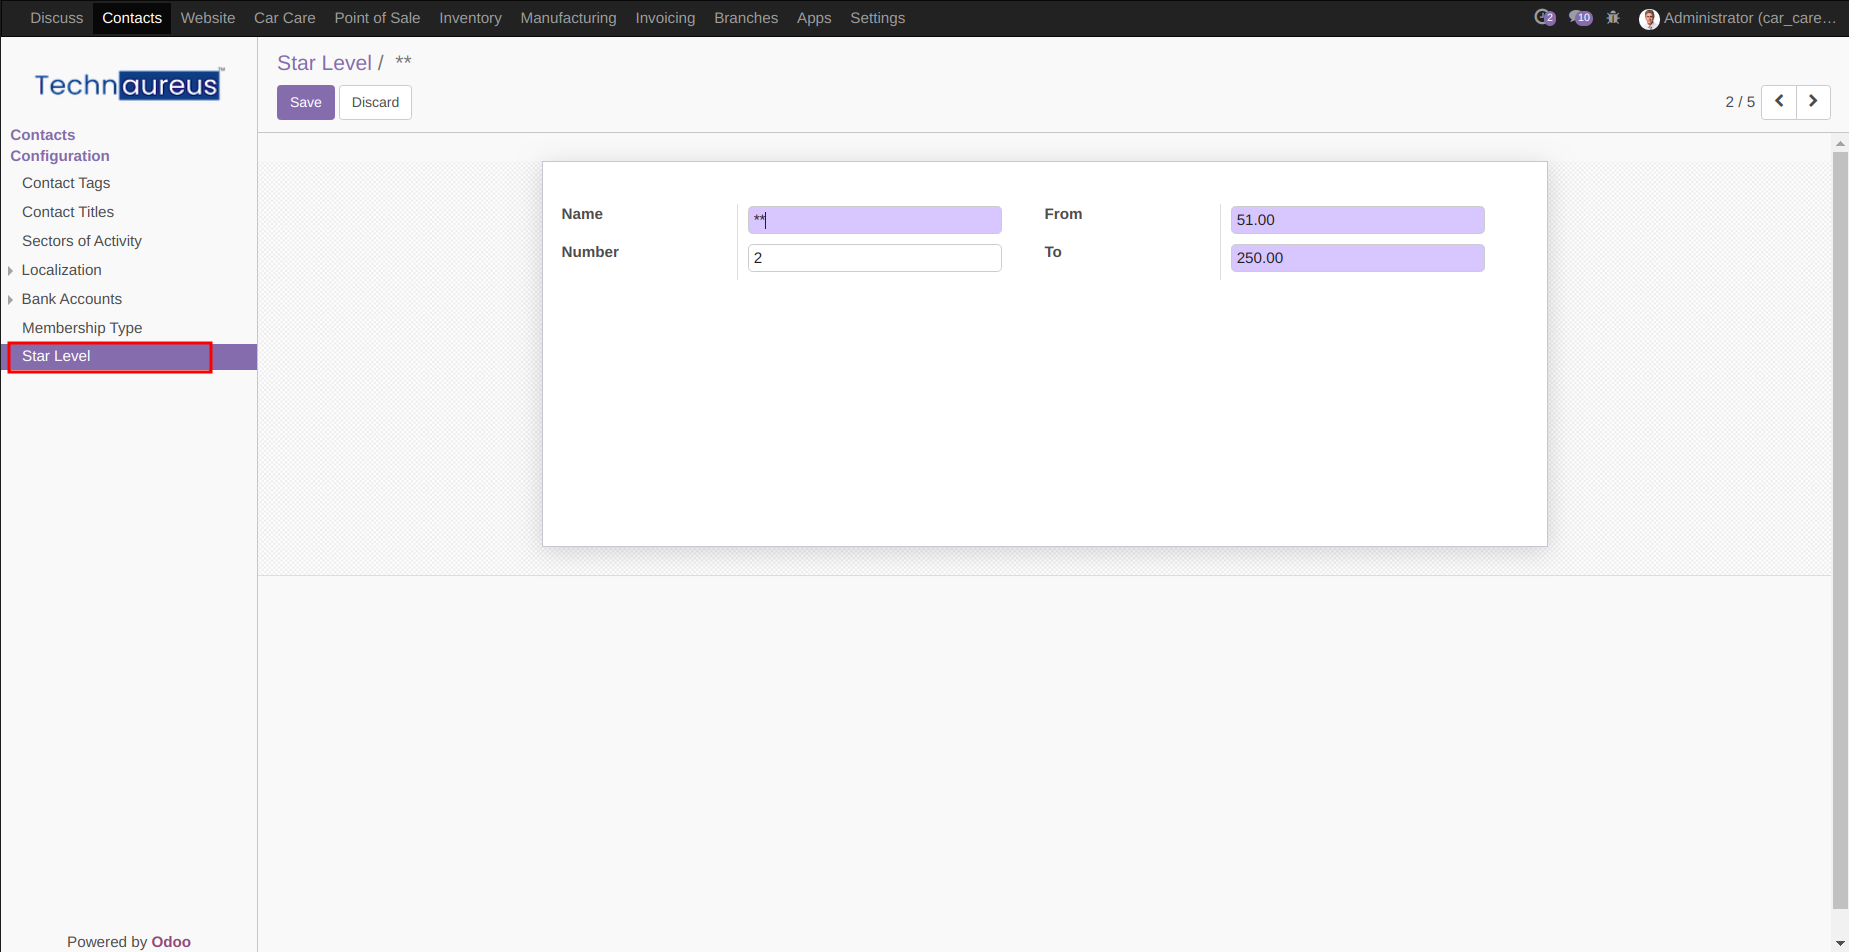 Discuss Contacts Website Car Care Point of Sale Inventory Manufacturing Invoicing Branches Apps Settings 2 10 Administrator (car_care…
Technaureus™
Contacts
Configuration
Contact Tags
Contact Titles
Sectors of Activity
Localization
Bank Accounts
Membership Type
Star Level
Powered by Odoo
Star Level / **
Save Discard
2 / 5
Name **
From 51.00
Number 2
To 250.00